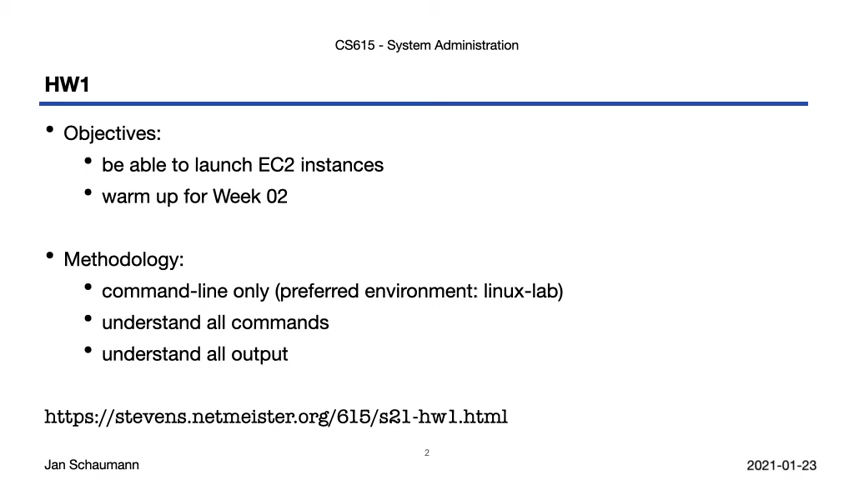 CS615 - System Administration
HW1
• Objectives:
• be able to launch EC2 instances
• warm up for Week 02
• Methodology:
• command-line only (preferred environment: linux-lab)
• understand all commands
• understand all output
https://stevens.netmeister.org/615/s21-hw1.html
2
Jan Schaumann
2021-01-23